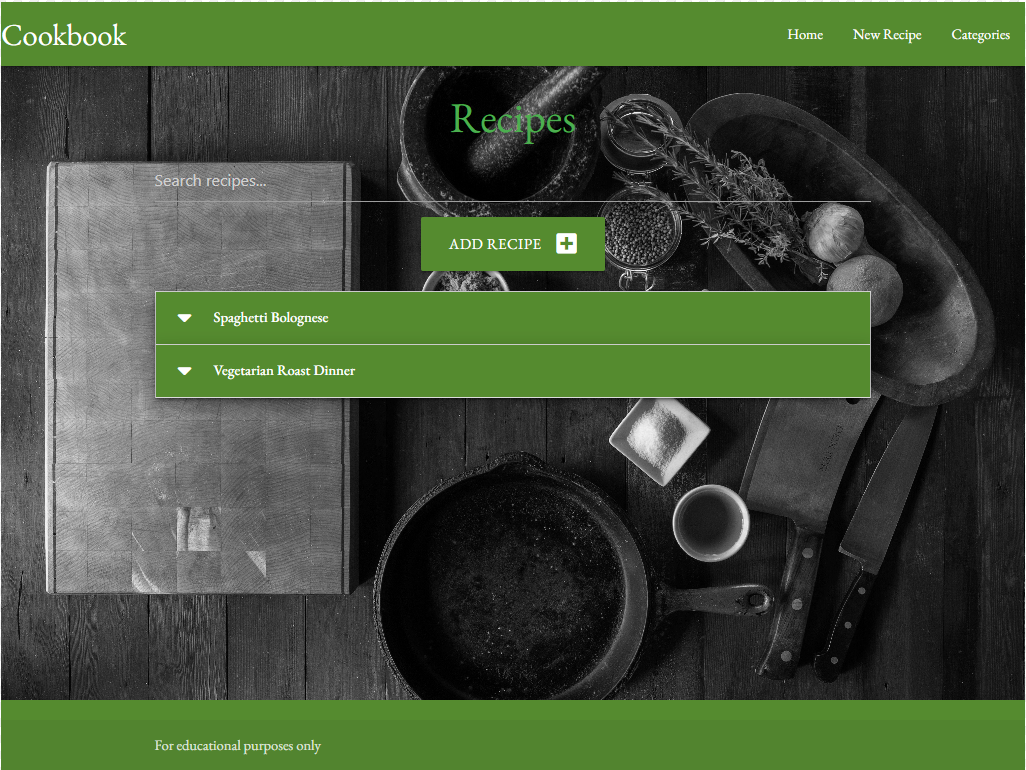 Cookbook
Home New Recipe Categories
Recipes
Search recipes...
ADD RECIPE
Spaghetti Bolognese
Vegetarian Roast Dinner
For educational purposes only